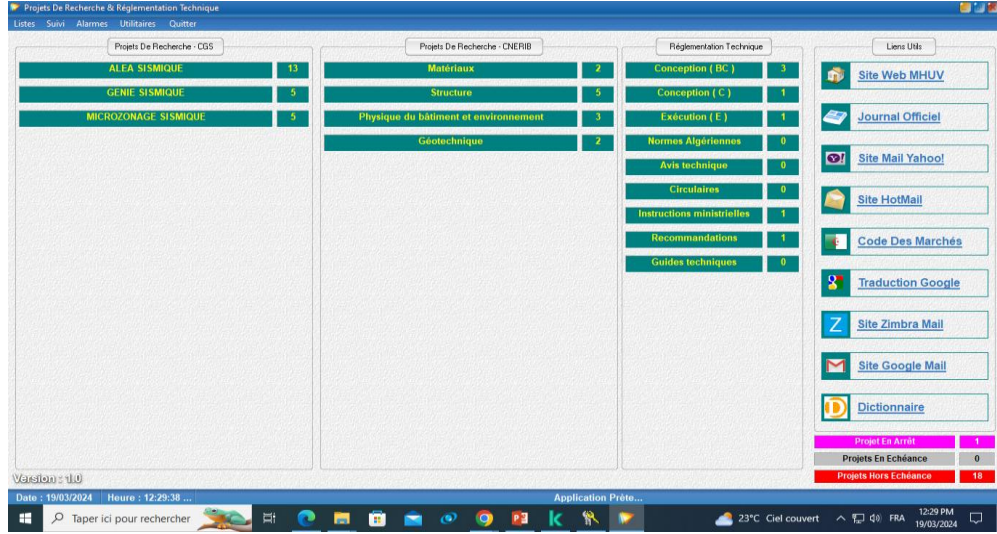 Projets De Recherche & Réglementation Technique
Listes Suivi Alarmes Utilitaires Quitter
Projets De Recherche - CGS
ALEA SISMIQUE 13
GENIE SISMIQUE 5
MICROZONAGE SISMIQUE 5
Projets De Recherche - CNERIB
Matériaux 2
Structure 5
Physique du bâtiment et environnement 3
Géotechnique 2
Réglementation Technique
Conception ( BC ) 3
Conception ( C ) 1
Exécution ( E ) 1
Normes Algériennes 0
Avis technique 0
Circulaires 0
Instructions ministrielles 1
Recommandations 1
Guides techniques 0
Liens Utils
Site Web MHUV
Journal Officiel
Site Mail Yahoo!
Site HotMail
Code Des Marchés
Traduction Google
Site Zimbra Mail
Site Google Mail
Dictionnaire
Projet En Arrêt 1
Projets En Echéance 0
Projets Hors Echéance 18
Version : 1.0
Date : 19/03/2024 Heure : 12:29:38 ... Application Prète...
Taper ici pour rechercher 23°C Ciel couvert FRA 12:29 PM
19/03/2024